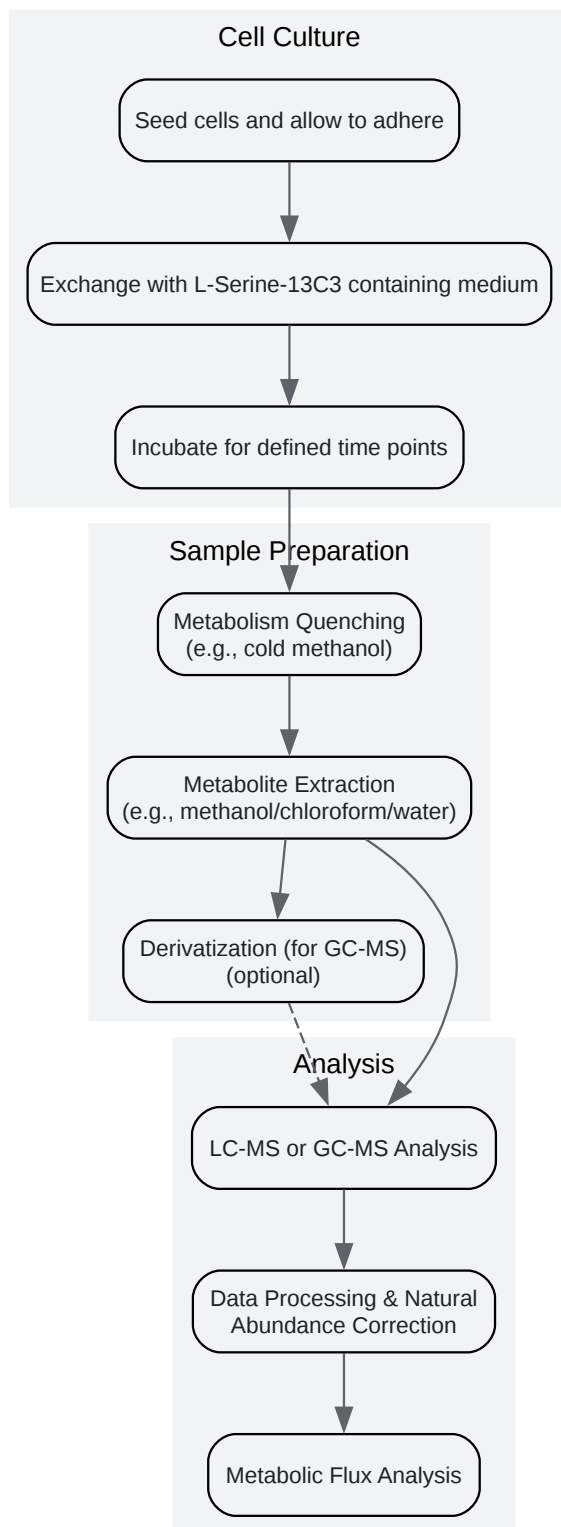 Cell Culture
Seed cells and allow to adhere
Exchange with L-Serine-13C3 containing medium
Incubate for defined time points
Sample Preparation
Metabolism Quenching
(e.g., cold methanol)
Metabolite Extraction
(e.g., methanol/chloroform/water)
Derivatization (for GC-MS)
(optional)
Analysis
LC-MS or GC-MS Analysis
Data Processing & Natural
Abundance Correction
Metabolic Flux Analysis